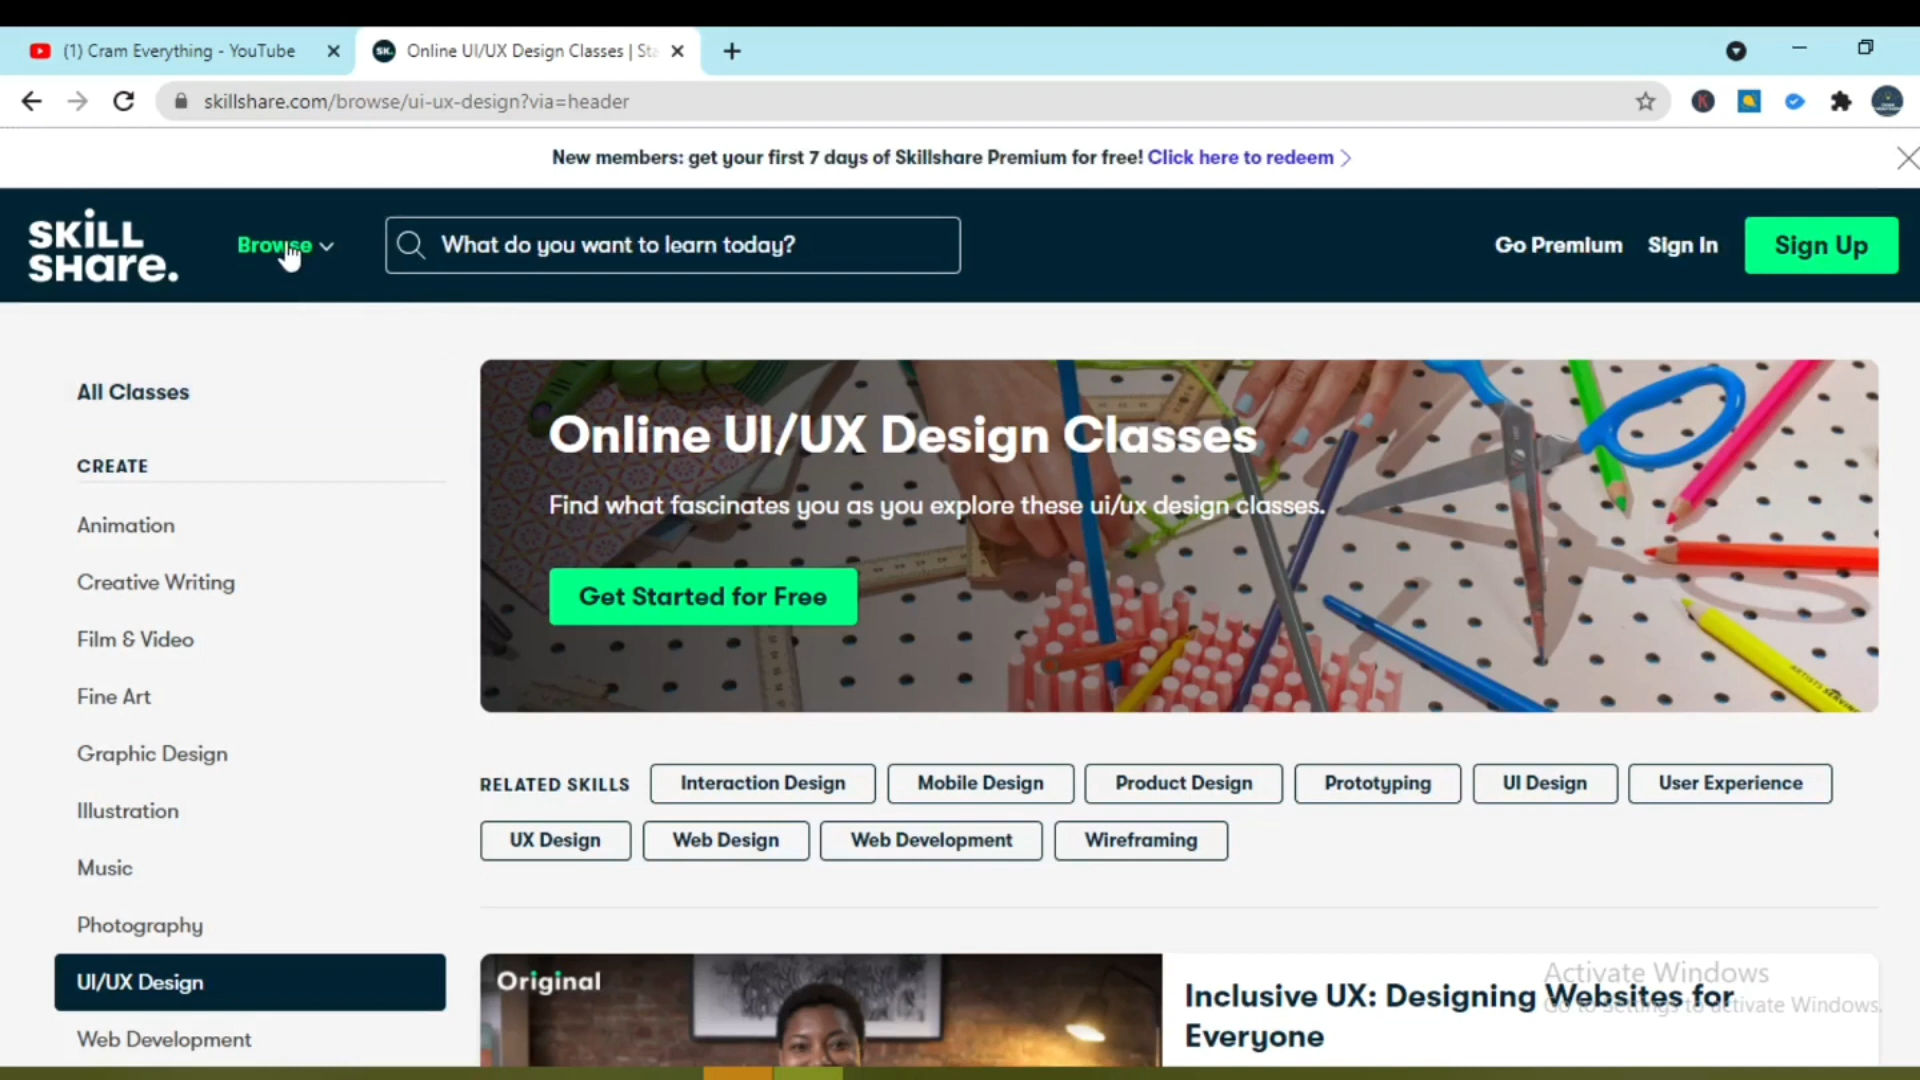 (1) Cram Everything - YouTube
SK.
Online UI/UX Design Classes | Sta
skillshare.com/browse/ui-ux-design?via=header
K
New members: get your first 7 days of Skillshare Premium for free! Click here to redeem
SKiLL
SHare.
Browse
What do you want to learn today?
Go Premium
Sign In
Sign Up
All Classes
CREATE
Animation
Creative Writing
Film & Video
Fine Art
Graphic Design
Illustration
Music
Photography
UI/UX Design
Web Development
Online UI/UX Design Classes
Find what fascinates you as you explore these ui/ux design classes.
Get Started for Free
RELATED SKILLS
Interaction Design
Mobile Design
Product Design
Prototyping
UI Design
User Experience
UX Design
Web Design
Web Development
Wireframing
Original
Inclusive UX: Designing Websites for
Everyone
Activate Windows
Go to Settings to activate Windows.